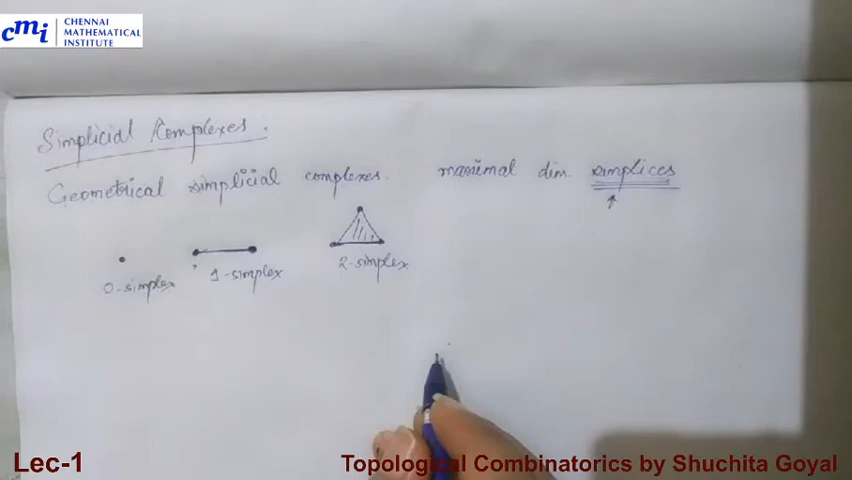 cmi
CHENNAI
MATHEMATICAL
INSTITUTE
Simplicial Complexes.
Geometrical simplicial complexes. maximal dim. simplices
0-simplex 1-simplex 2-simplex
Lec-1
Topological Combinatorics by Shuchita Goyal